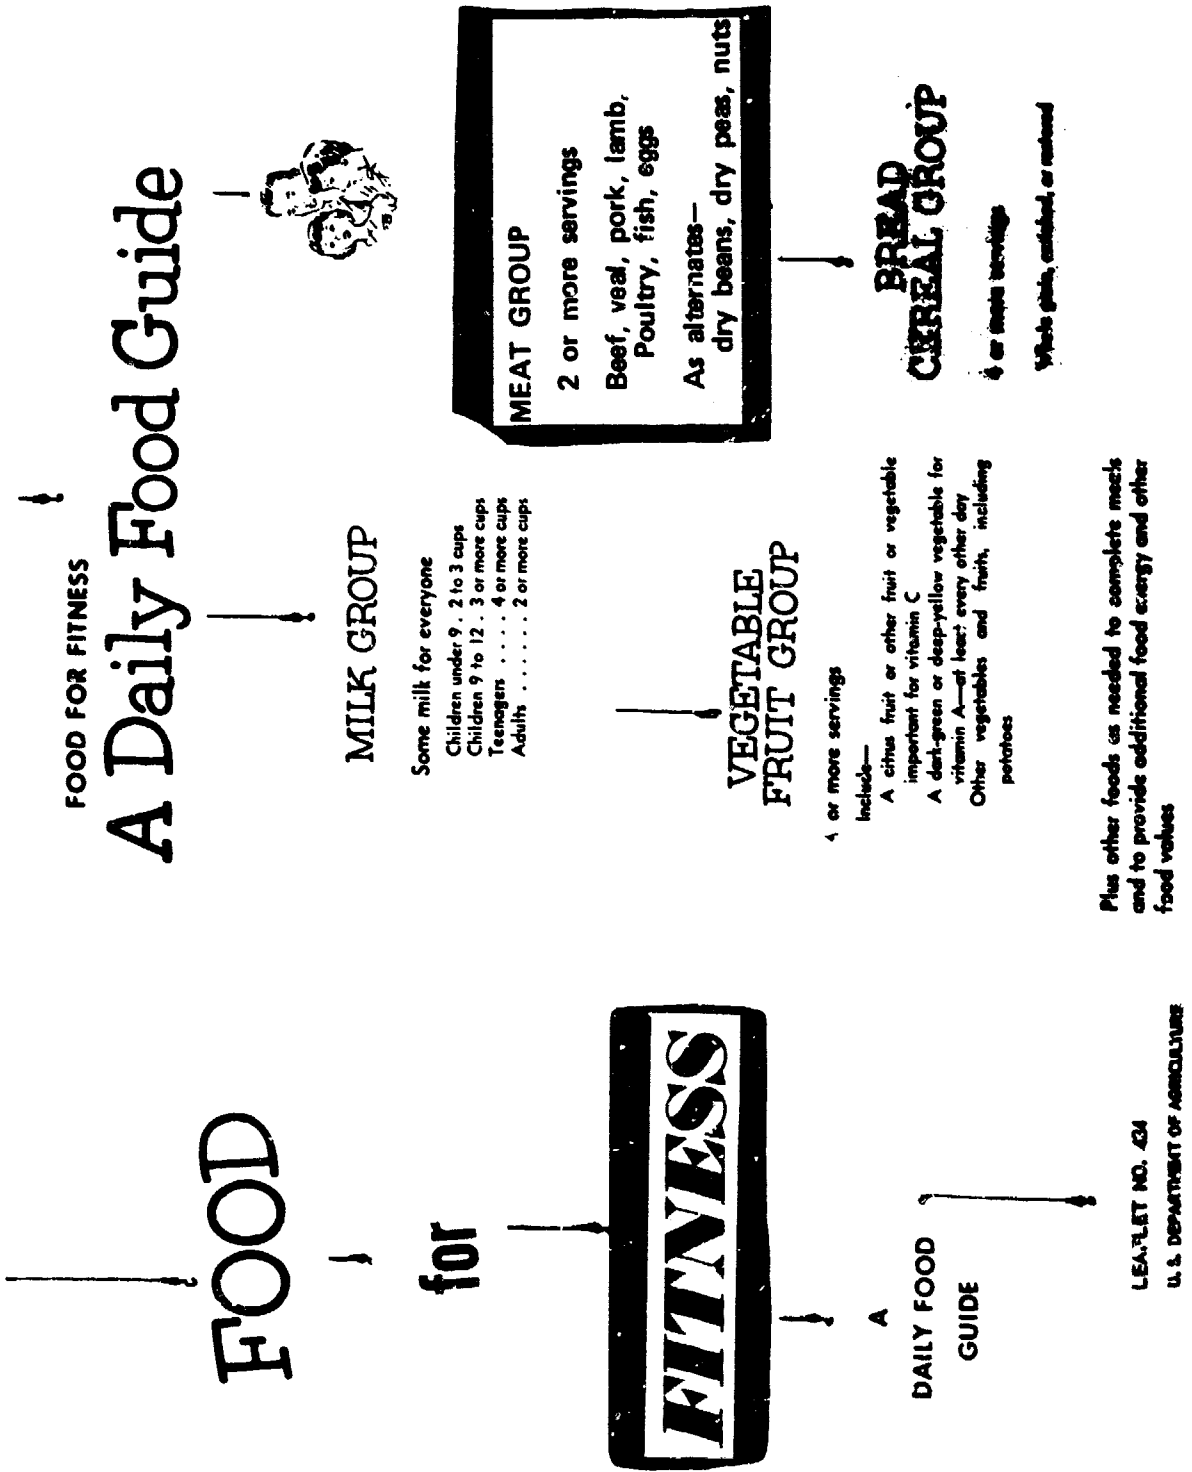 FOOD
for
FITNESS
A
DAILY FOOD
GUIDE
LEAFLET NO. 424
U. S. DEPARTMENT OF AGRICULTURE
FOOD FOR FITNESS
A Daily Food Guide
MILK GROUP
Some milk for everyone
Children under 9 . 2 to 3 cups
Children 9 to 12 . 3 or more cups
Teenagers . . . . 4 or more cups
Adults . . . . . . 2 or more cups
MEAT GROUP
2 or more servings
Beef, veal, pork, lamb,
Poultry, fish, eggs
As alternates—
dry beans, dry peas, nuts
VEGETABLE
FRUIT GROUP
4 or more servings
Include—
A citrus fruit or other fruit or vegetable
important for vitamin C
A dark-green or deep-yellow vegetable for
vitamin A—at least every other day
Other vegetables and fruits, including
potatoes
BREAD
CEREAL GROUP
4 or more servings
Whole grain, enriched, or restored
Plus other foods as needed to complete meals
and to provide additional food energy and other
food values